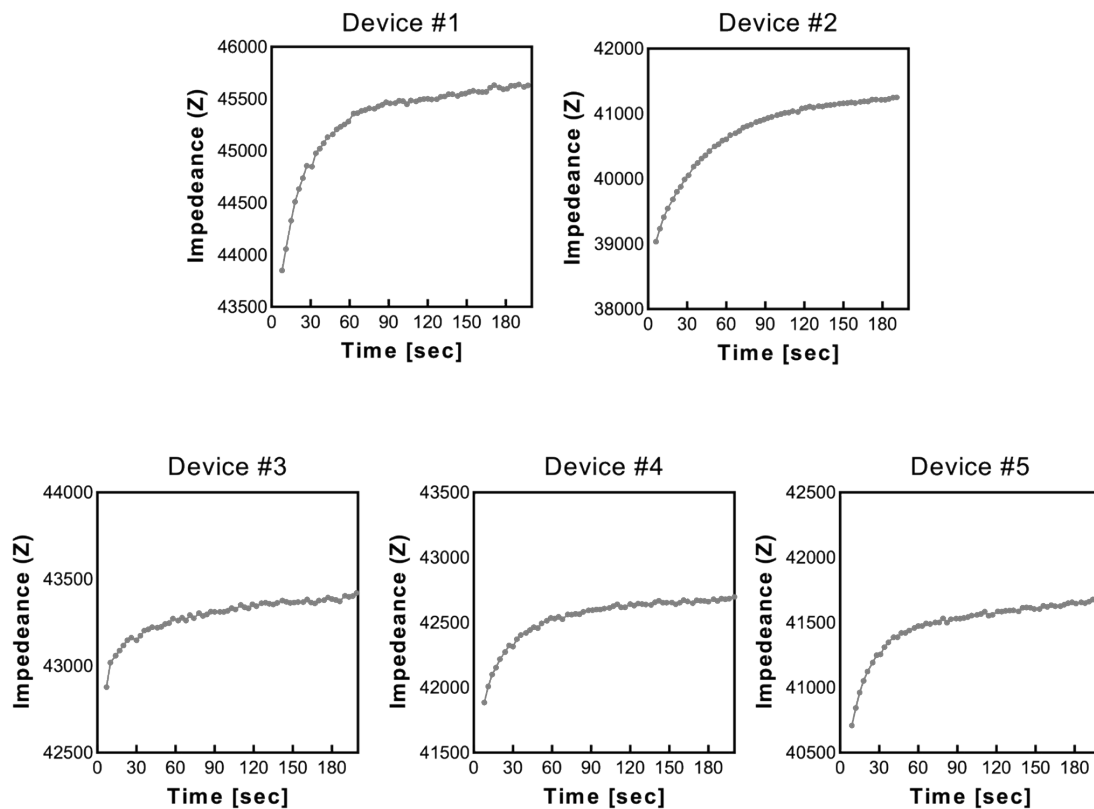 Device #1
Impedeance (Z)
46000
45500
45000
44500
44000
43500
0 30 60 90 120 150 180
Time [sec]
Device #2
Impedeance (Z)
42000
41000
40000
39000
38000
0 30 60 90 120 150 180
Time [sec]
Device #3
Impedeance (Z)
44000
43500
43000
42500
0 30 60 90 120 150 180
Time [sec]
Device #4
Impedeance (Z)
43500
43000
42500
42000
41500
0 30 60 90 120 150 180
Time [sec]
Device #5
Impedeance (Z)
42500
42000
41500
41000
40500
0 30 60 90 120 150 180
Time [sec]